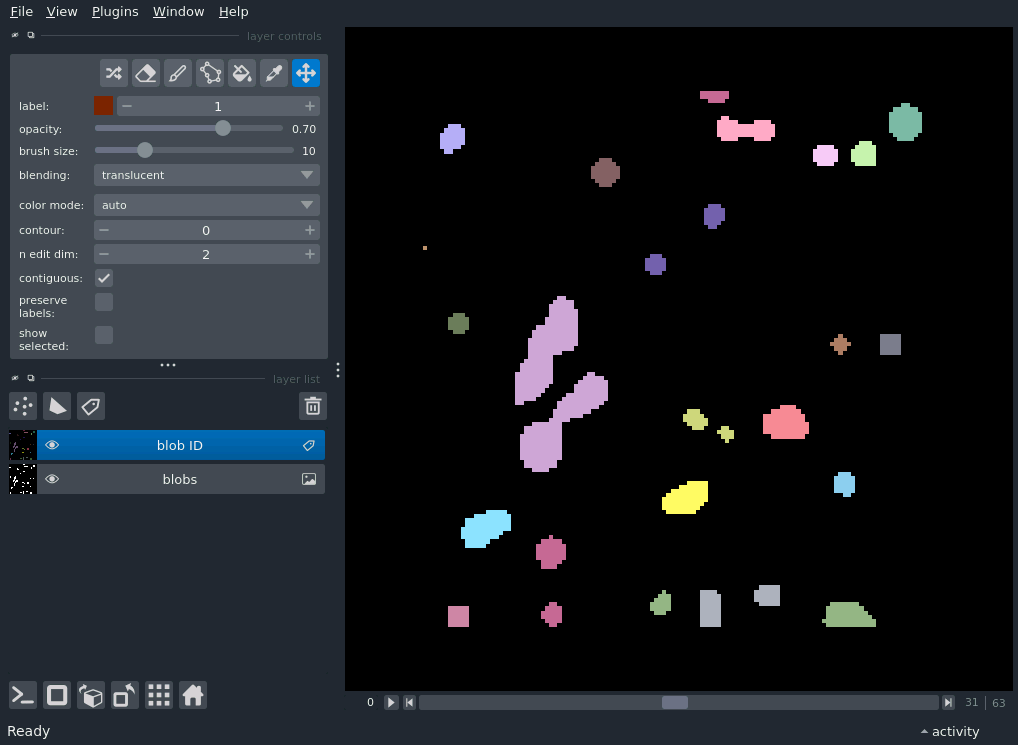 File View Plugins Window Help
layer controls
label: 1
opacity: 0.70
brush size: 10
blending: translucent
color mode: auto
contour: 0
n edit dim: 2
contiguous:
preserve
labels:
show
selected:
layer list
blob ID
blobs
0 31 | 63
Ready activity